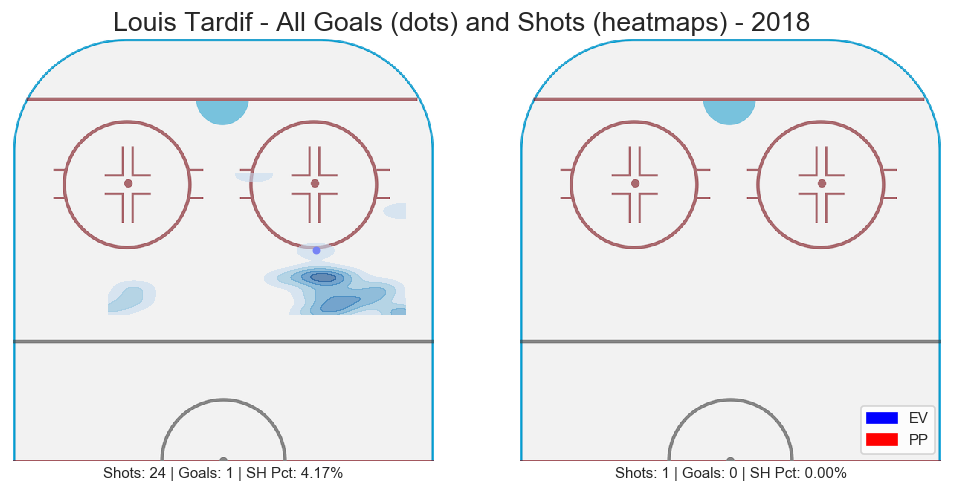 Louis Tardif - All Goals (dots) and Shots (heatmaps) - 2018
EV
PP
Shots: 24 | Goals: 1 | SH Pct: 4.17%
Shots: 1 | Goals: 0 | SH Pct: 0.00%